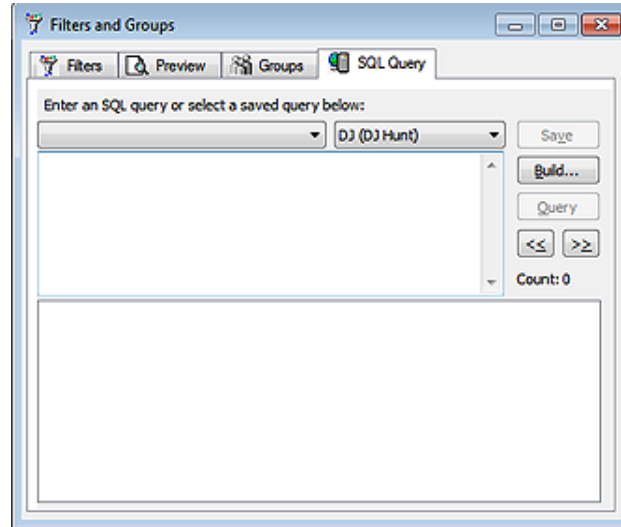 Filters and Groups
Filters Preview Groups SQL Query
Enter an SQL query or select a saved query below:
DJ (DJ Hunt) Save
Build...
Query
<< >>
Count: 0